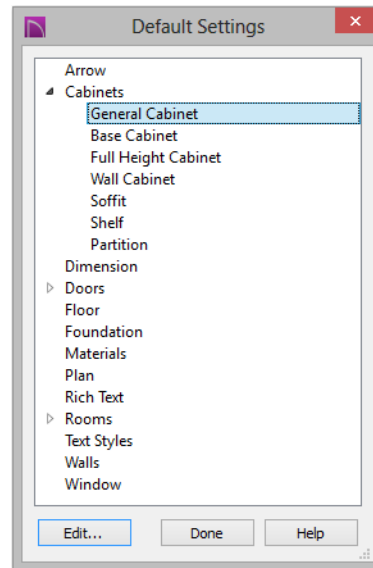 Default Settings
Arrow
Cabinets
General Cabinet
Base Cabinet
Full Height Cabinet
Wall Cabinet
Soffit
Shelf
Partition
Dimension
Doors
Floor
Foundation
Materials
Plan
Rich Text
Rooms
Text Styles
Walls
Window
Edit... Done Help